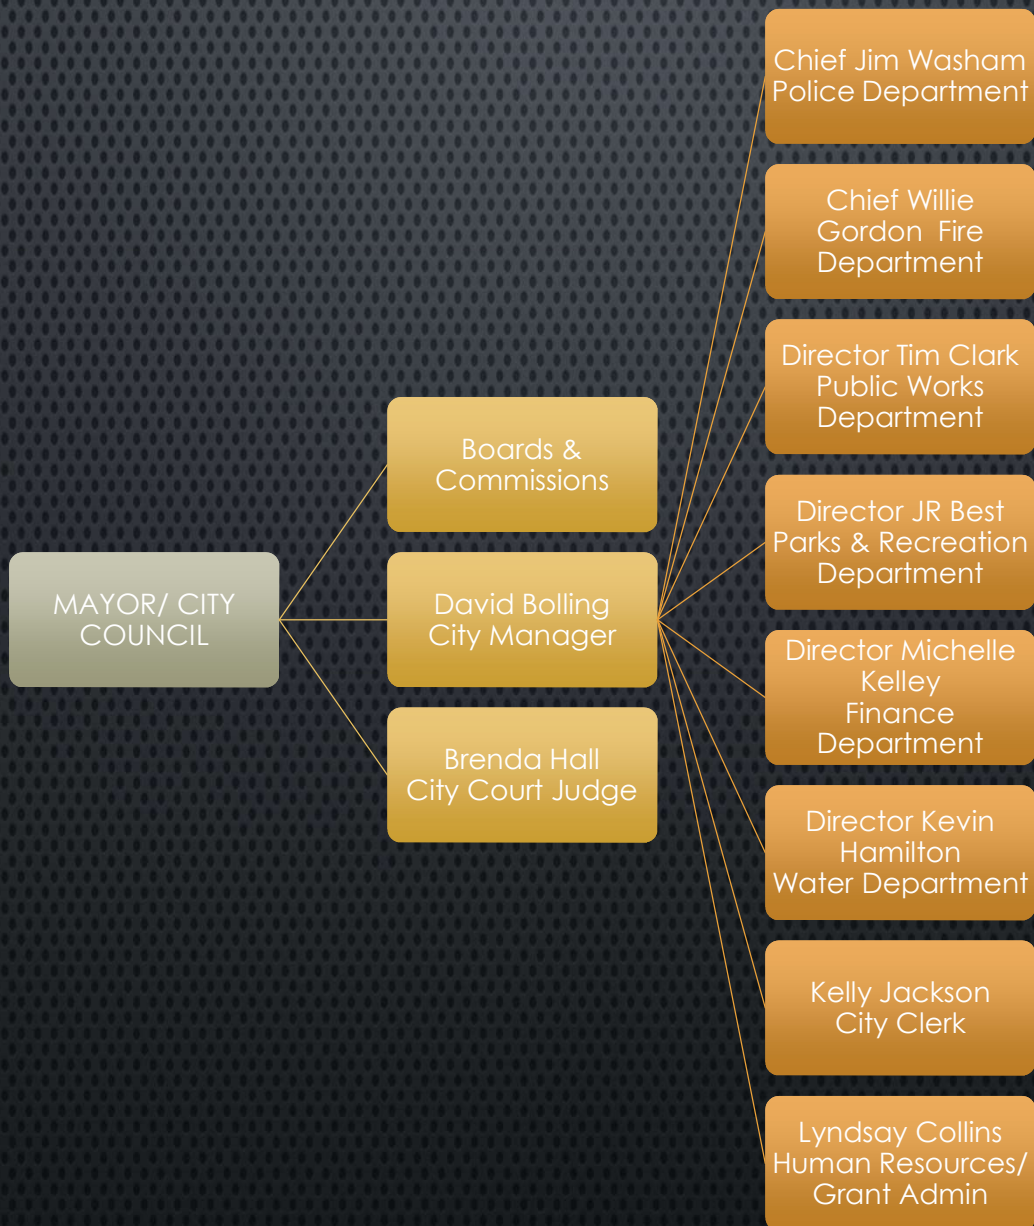 MAYOR/ CITY
COUNCIL
Boards &
Commissions
David Bolling
City Manager
Brenda Hall
City Court Judge
Chief Jim Washam
Police Department
Chief Willie
Gordon  Fire
Department
Director Tim Clark
Public Works
Department
Director JR Best
Parks & Recreation
Department
Director Michelle
Kelley
Finance
Department
Director Kevin
Hamilton
Water Department
Kelly Jackson
City Clerk
Lyndsay Collins
Human Resources/
Grant Admin